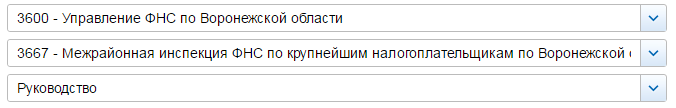 3600 - Управление ФНС по Воронежской области
3667 - Межрайонная инспекция ФНС по крупнейшим налогоплательщикам по Воронежской
Руководство